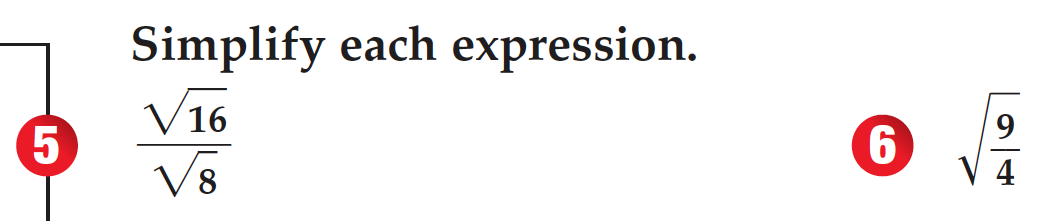 Simplify each expression.
5 √16/√8
6 √(9/4)